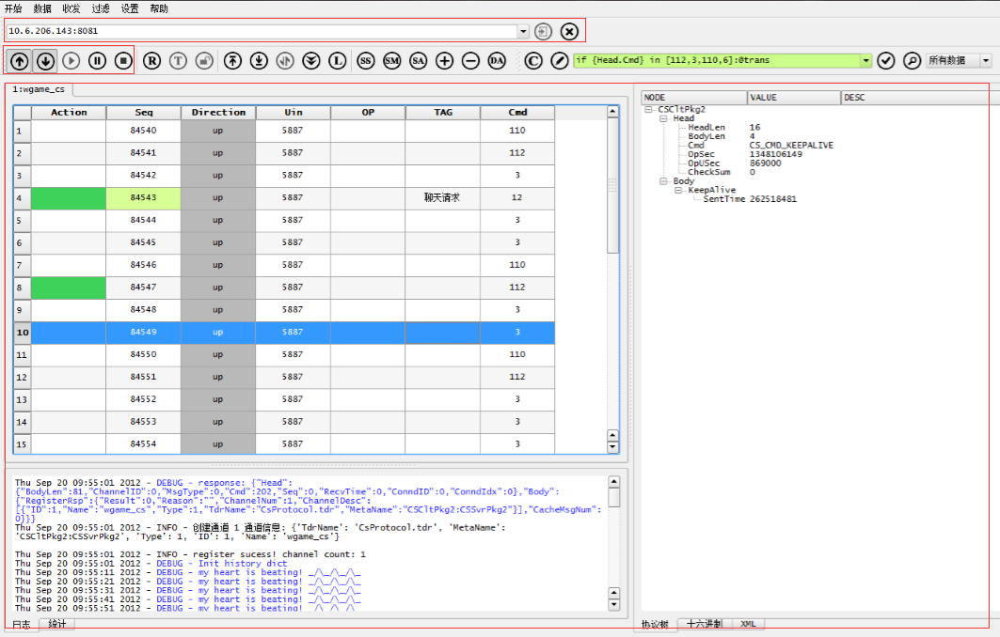 开始 数据 收发 过滤 设置 帮助
10.6.206.143:8081
R T L SS SM SA DA C if {Head.Cmd} in [112,3,110,6]:@trans 所有数据
1:wgame_cs
Action Seq Direction Uin OP TAG Cmd
1 84540 up 5887 110
2 84541 up 5887 112
3 84542 up 5887 3
4 84543 up 5887 聊天请求 12
5 84544 up 5887 3
6 84545 up 5887 3
7 84546 up 5887 110
8 84547 up 5887 112
9 84548 up 5887 3
10 84549 up 5887 3
11 84550 up 5887 110
12 84551 up 5887 112
13 84552 up 5887 3
14 84553 up 5887 3
15 84554 up 5887 3
Thu Sep 20 09:55:01 2012 - DEBUG - response: {"Head":
{"BodyLen":81,"ChannelID":0,"MsgType":0,"Cmd":202,"Seq":0,"RecvTime":0,"ConndID":0,"ConndIdx":0},"Body":
{"RegisterRsp":{"Result":0,"Reason":"","ChannelNum":1,"ChannelDesc":
[{"ID":1,"Name":"wgame_cs","Type":1,"TdrName":"CsProtocol.tdr","MetaName":"CSCltPkg2:CSSvrPkg2"}],"CacheMsgNum":
0}}}
Thu Sep 20 09:55:01 2012 - INFO - 创建通道 1 通道信息: {'TdrName': 'CsProtocol.tdr', 'MetaName':
'CSCltPkg2:CSSvrPkg2', 'Type': 1, 'ID': 1, 'Name': 'wgame_cs'}
Thu Sep 20 09:55:01 2012 - INFO - register sucess! channel count: 1
Thu Sep 20 09:55:01 2012 - DEBUG - Init history dict
Thu Sep 20 09:55:11 2012 - DEBUG - my heart is beating! _/\_/\_/\_
Thu Sep 20 09:55:21 2012 - DEBUG - my heart is beating! _/\_/\_/\_
Thu Sep 20 09:55:31 2012 - DEBUG - my heart is beating! _/\_/\_/\_
Thu Sep 20 09:55:41 2012 - DEBUG - my heart is beating! _/\_/\_/\_
Thu Sep 20 09:55:51 2012 - DEBUG - my heart is beating! _/\_/\_/\_
日志 统计
NODE VALUE DESC
CSCltPkg2
Head
HeadLen 16
BodyLen 4
Cmd CS_CMD_KEEPALIVE
OpSec 1348106149
OpUSec 869000
CheckSum 0
Body
KeepAlive
SentTime 262518481
协议树 十六进制 XML